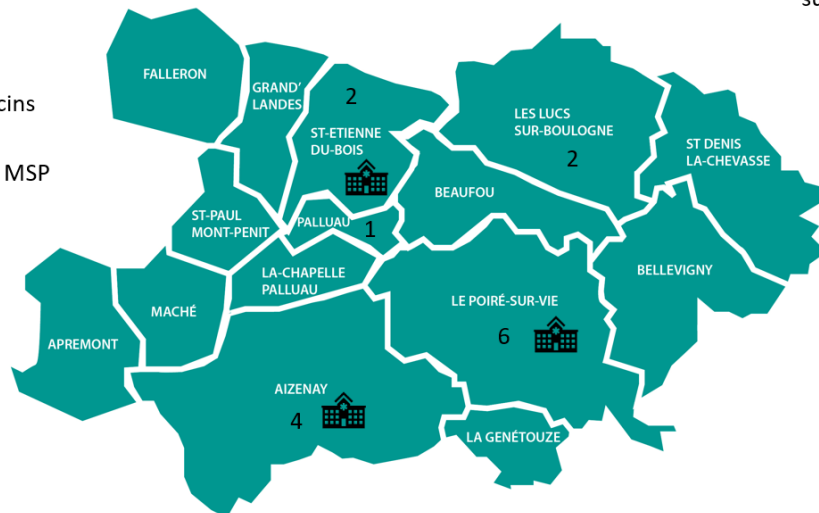 su
FALLERON
GRAND'
LANDES
cins
2
ST-ETIENNE
DU-BOIS
LES LUCS
SUR-BOULOGNE
2
ST DENIS
LA-CHEVASSE
MSP
BEAUFOU
ST-PAUL
MONT-PENIT
PALLUAU
1
LA-CHAPELLE
PALLUAU
BELLEVIGNY
MACHÉ
LE POIRÉ-SUR-VIE
6
APREMONT
AIZENAY
4
LA GENÉTOUZE